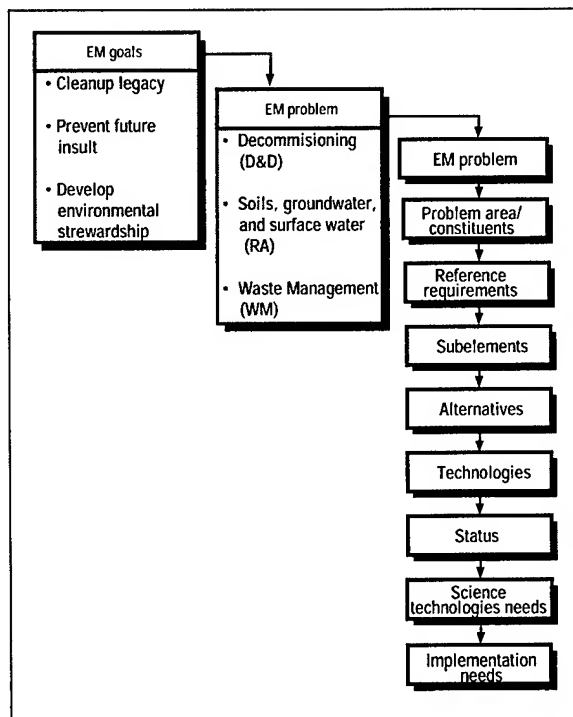 EM goals
• Cleanup legacy
• Prevent future
insult
• Develop
environmental
strewardship
EM problem
• Decommisioning
(D&D)
• Soils, groundwater,
and surface water
(RA)
• Waste Management
(WM)
EM problem
Problem area/
constituents
Reference
requirements
Subelements
Alternatives
Technologies
Status
Science
technologies needs
Implementation
needs